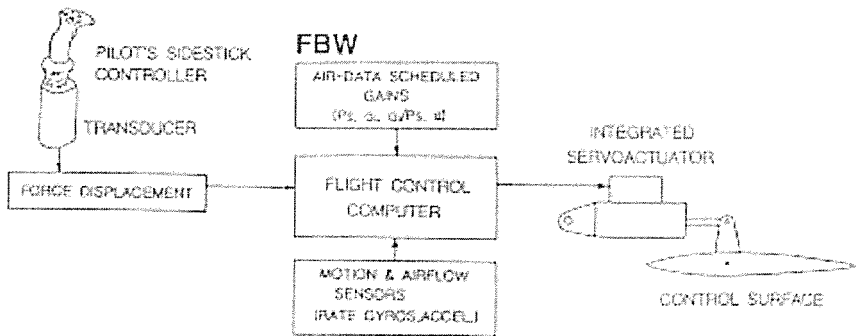 FBW
PILOT'S SIDESTICK
CONTROLLER
TRANSDUCER
FORCE DISPLACEMENT
AIR-DATA SCHEDULED
GAINS
FLIGHT CONTROL
COMPUTER
MOTION & AIRFLOW
SENSORS
(RATE GYROS,ACCEL.)
INTEGRATED
SERVOACTUATOR
CONTROL SURFACE